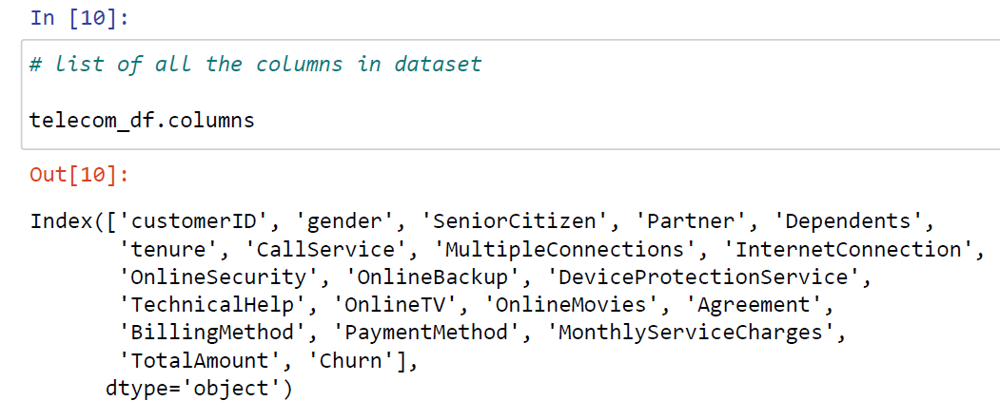 In [10]:
# list of all the columns in dataset
telecom_df.columns
Out[10]:
Index(['customerID', 'gender', 'SeniorCitizen', 'Partner', 'Dependents',
'tenure', 'CallService', 'MultipleConnections', 'InternetConnection',
'OnlineSecurity', 'OnlineBackup', 'DeviceProtectionService',
'TechnicalHelp', 'OnlineTV', 'OnlineMovies', 'Agreement',
'BillingMethod', 'PaymentMethod', 'MonthlyServiceCharges',
'TotalAmount', 'Churn'],
dtype='object')